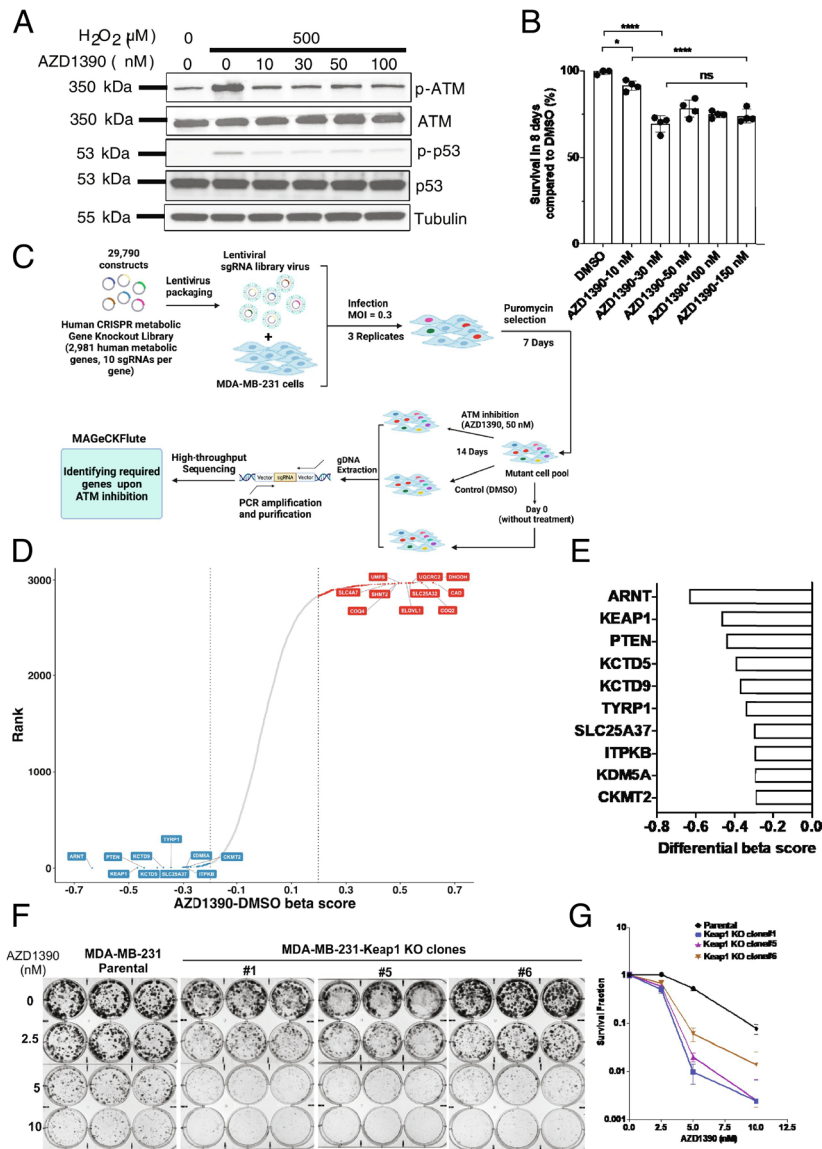 A
H2O2 (µM) 0 500
AZD1390 ( nM) 0 0 10 30 50 100
350 kDa p-ATM
350 kDa ATM
53 kDa p-p53
53 kDa p53
55 kDa Tubulin
B
****
*
****
ns
Survival in 8 days
compared to DMSO (%)
100
75
0
DMSO
AZD1390-10 nM
AZD1390-30 nM
AZD1390-50 nM
AZD1390-100 nM
AZD1390-150 nM
C
29,790
constructs
Lentivirus
packaging
Lentiviral
sgRNA library virus
Human CRISPR metabolic
Gene Knockout Library
(2,981 human metabolic
genes, 10 sgRNAs per
gene)
+
MDA-MB-231 cells
Infection
MOI = 0.3
3 Replicates
Puromycin
selection
7 Days
ATM inhibition
(AZD1390, 50 nM)
14 Days
Mutant cell pool
Control (DMSO)
Day 0
(without treatment)
gDNA
Extraction
Vector sgRNA Vector
PCR amplification
and purification
High-throughput
Sequencing
MAGeCKFlute
Identifying required
genes upon
ATM inhibition
D
Rank
3000
2000
1000
0
UMPS UQCRC2 DHODH
SLC4A7 SHMT2 SLC25A32 CAD
COQ4 ELOVL1 COQ2
TYRP1
ARNT PTEN KCTD9 KDM5A CKMT2
KEAP1 KCTD5 SLC25A37 ITPKB
-0.7 -0.5 -0.3 -0.1 0.1 0.3 0.5 0.7
AZD1390-DMSO beta score
E
ARNT
KEAP1
PTEN
KCTD5
KCTD9
TYRP1
SLC25A37
ITPKB
KDM5A
CKMT2
-0.8 -0.6 -0.4 -0.2 0.0
Differential beta score
F
AZD1390
(nM)
MDA-MB-231
Parental
MDA-MB-231-Keap1 KO clones
#1 #5 #6
0
2.5
5
10
G
Parental
Keap1 KO clone#1
Keap1 KO clone#5
Keap1 KO clone#6
Survival Fraction
10
1
0.1
0.01
0.001
0.0 2.5 5.0 7.5 10.0 12.5
AZD1390 (nM)